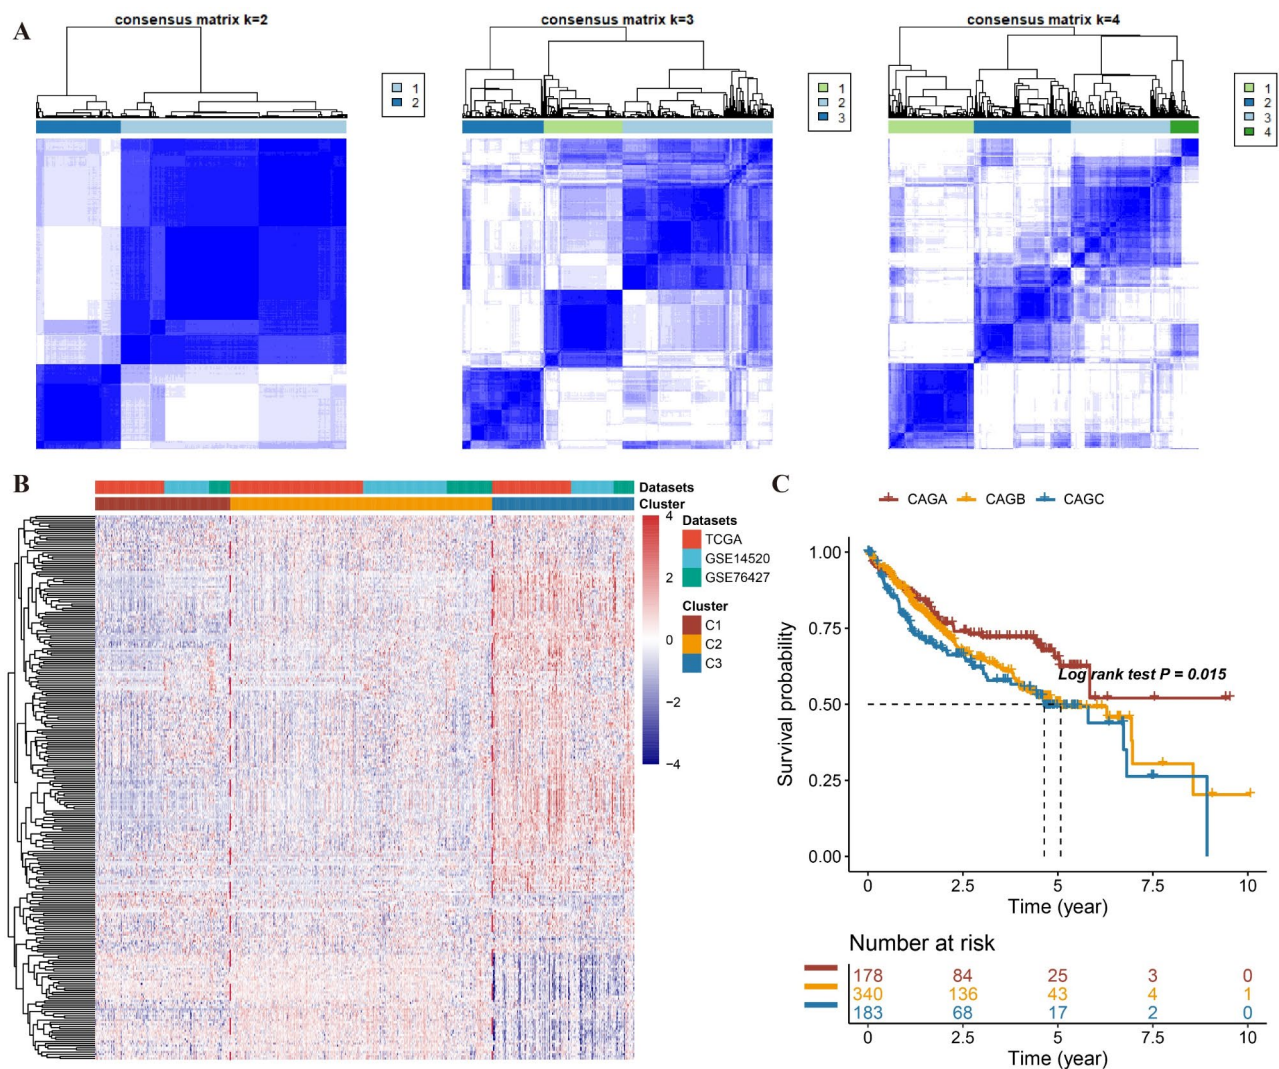 A
consensus matrix k=2
1
2
consensus matrix k=3
1
2
3
consensus matrix k=4
1
2
3
4
B
Datasets
Cluster
4
2
0
−2
−4
Datasets
TCGA
GSE14520
GSE76427
Cluster
C1
C2
C3
C
CAGA CAGB CAGC
Survival probability
1.00
0.75
0.50
0.25
0.00
Log rank test P = 0.015
0 2.5 5 7.5 10
Time (year)
Number at risk
178 84 25 3 0
340 136 43 4 1
183 68 17 2 0
0 2.5 5 7.5 10
Time (year)